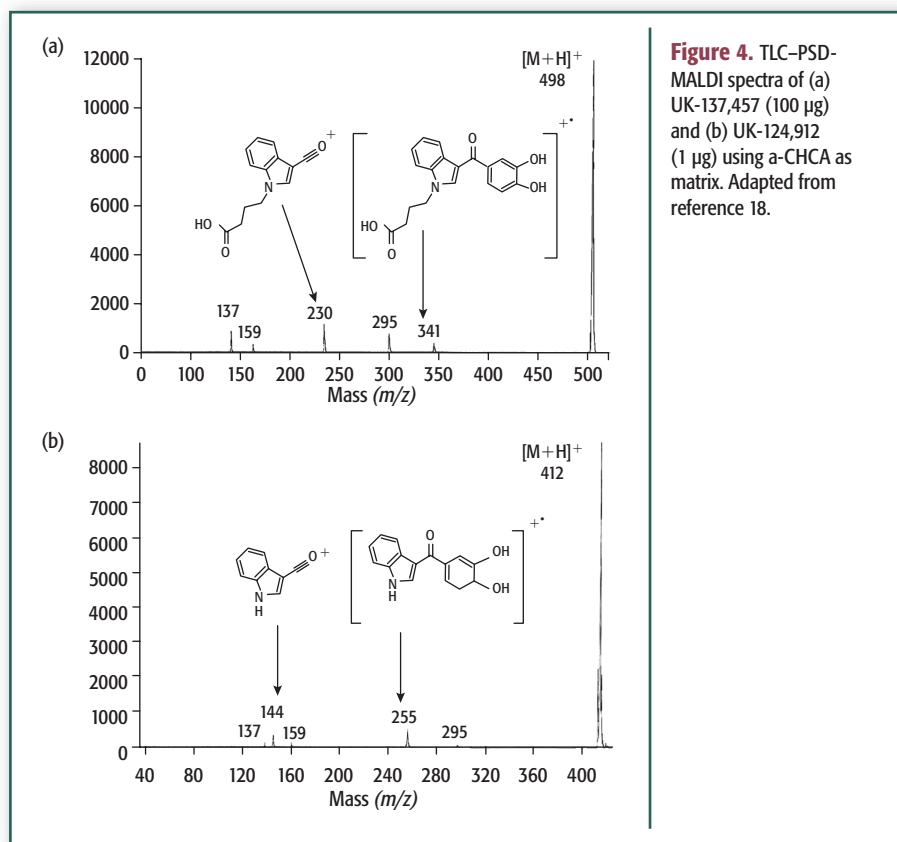 (a)
12000
10000
8000
6000
4000
2000
0
[M+H]+
498
O+
N
HO
O
+•
O
OH
OH
N
HO
O
137
159
230
295
341
0 100 150 200 250 300 350 400 450 500
Mass (m/z)
(b)
8000
7000
6000
5000
4000
3000
2000
1000
0
[M+H]+
412
O+
N
H
+•
O
OH
OH
N
H
137
144
159
255
295
40 80 120 160 200 240 280 320 360 400
Mass (m/z)
Figure 4. TLC–PSD-
MALDI spectra of (a)
UK-137,457 (100 µg)
and (b) UK-124,912
(1 µg) using a-CHCA as
matrix. Adapted from
reference 18.